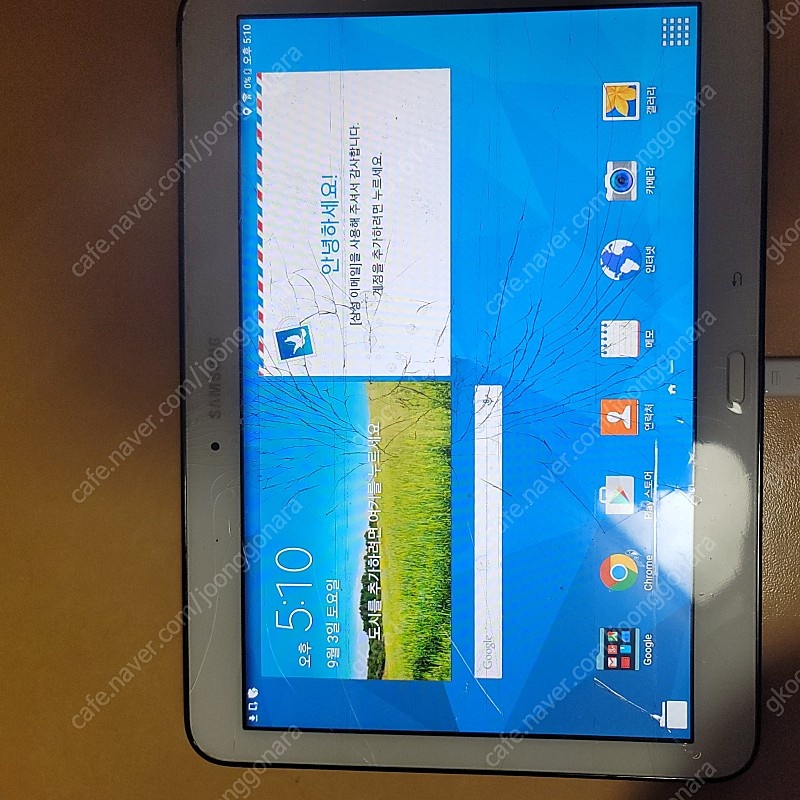 SAMSUNG
0% 오후 5:10
오후 5:10
9월 3일 토요일
도시를 추가하려면 여기를 누르세요
안녕하세요!
[삼성 이메일]을 사용해 주셔서 감사합니다.
계정을 추가하려면 누르세요.
Google
Google
Chrome
Play 스토어
연락처
메모
인터넷
카메라
갤러리
cafe.naver.com/joonggonara